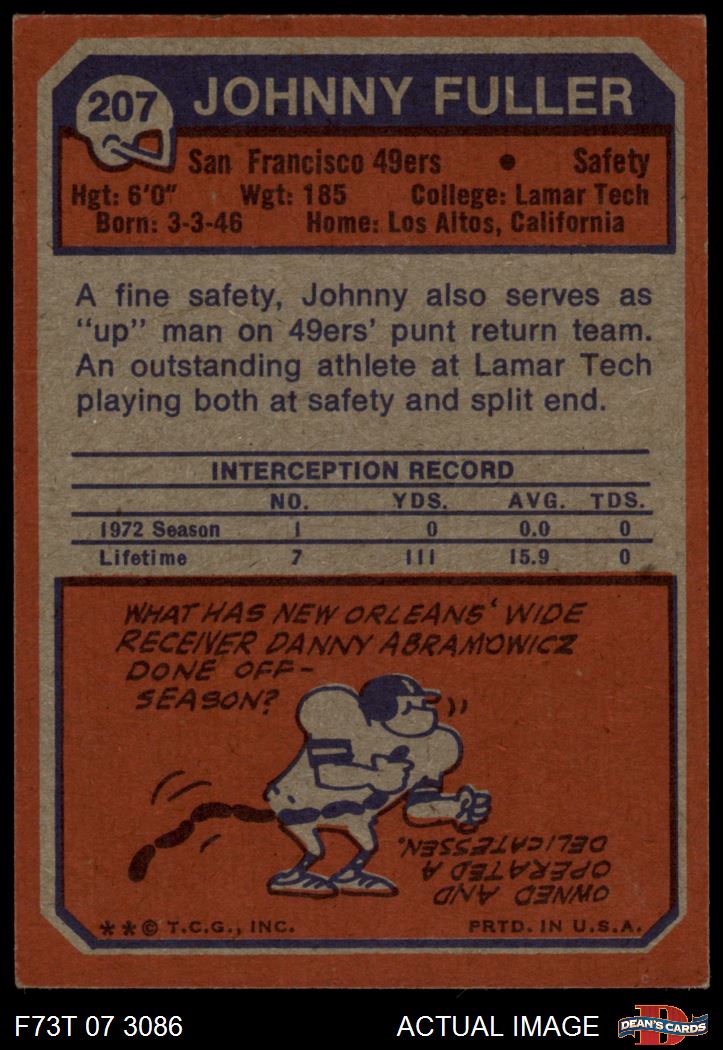 207
JOHNNY FULLER
San Francisco 49ers • Safety
Hgt: 6'0" Wgt: 185 College: Lamar Tech
Born: 3-3-46 Home: Los Altos, California
A fine safety, Johnny also serves as
"up" man on 49ers' punt return team.
An outstanding athlete at Lamar Tech
playing both at safety and split end.
INTERCEPTION RECORD
NO. YDS. AVG. TDS.
1972 Season 1 0 0.0 0
Lifetime 7 111 15.9 0
WHAT HAS NEW ORLEANS' WIDE
RECEIVER DANNY ABRAMOWICZ
DONE OFF-
SEASON?
OWNED AND
OPERATED A
DELICATESSEN.
**© T.C.G., INC. PRTD. IN U.S.A.
F73T 07 3086 ACTUAL IMAGE
D
DEAN'S CARDS